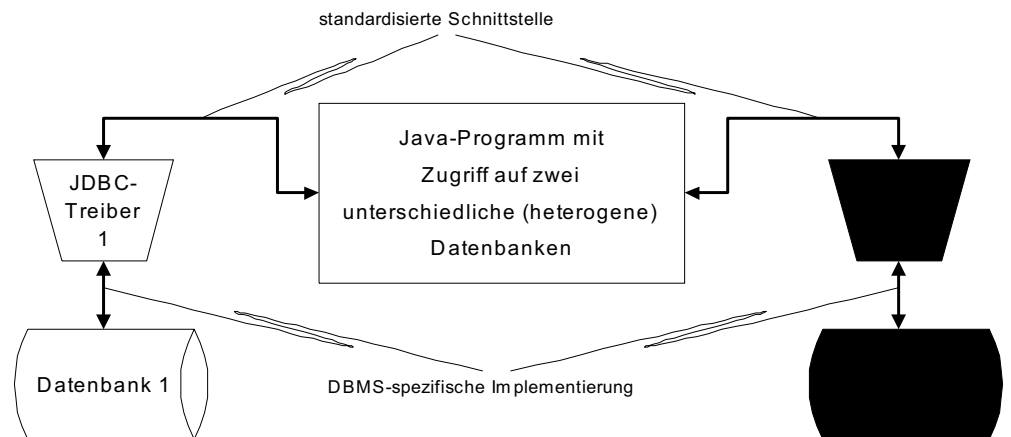 standardisierte Schnittstelle
Java-Programm mit
Zugriff auf zwei
unterschiedliche (heterogene)
Datenbanken
JDBC-
Treiber
1
Datenbank 1
DBMS-spezifische Implementierung